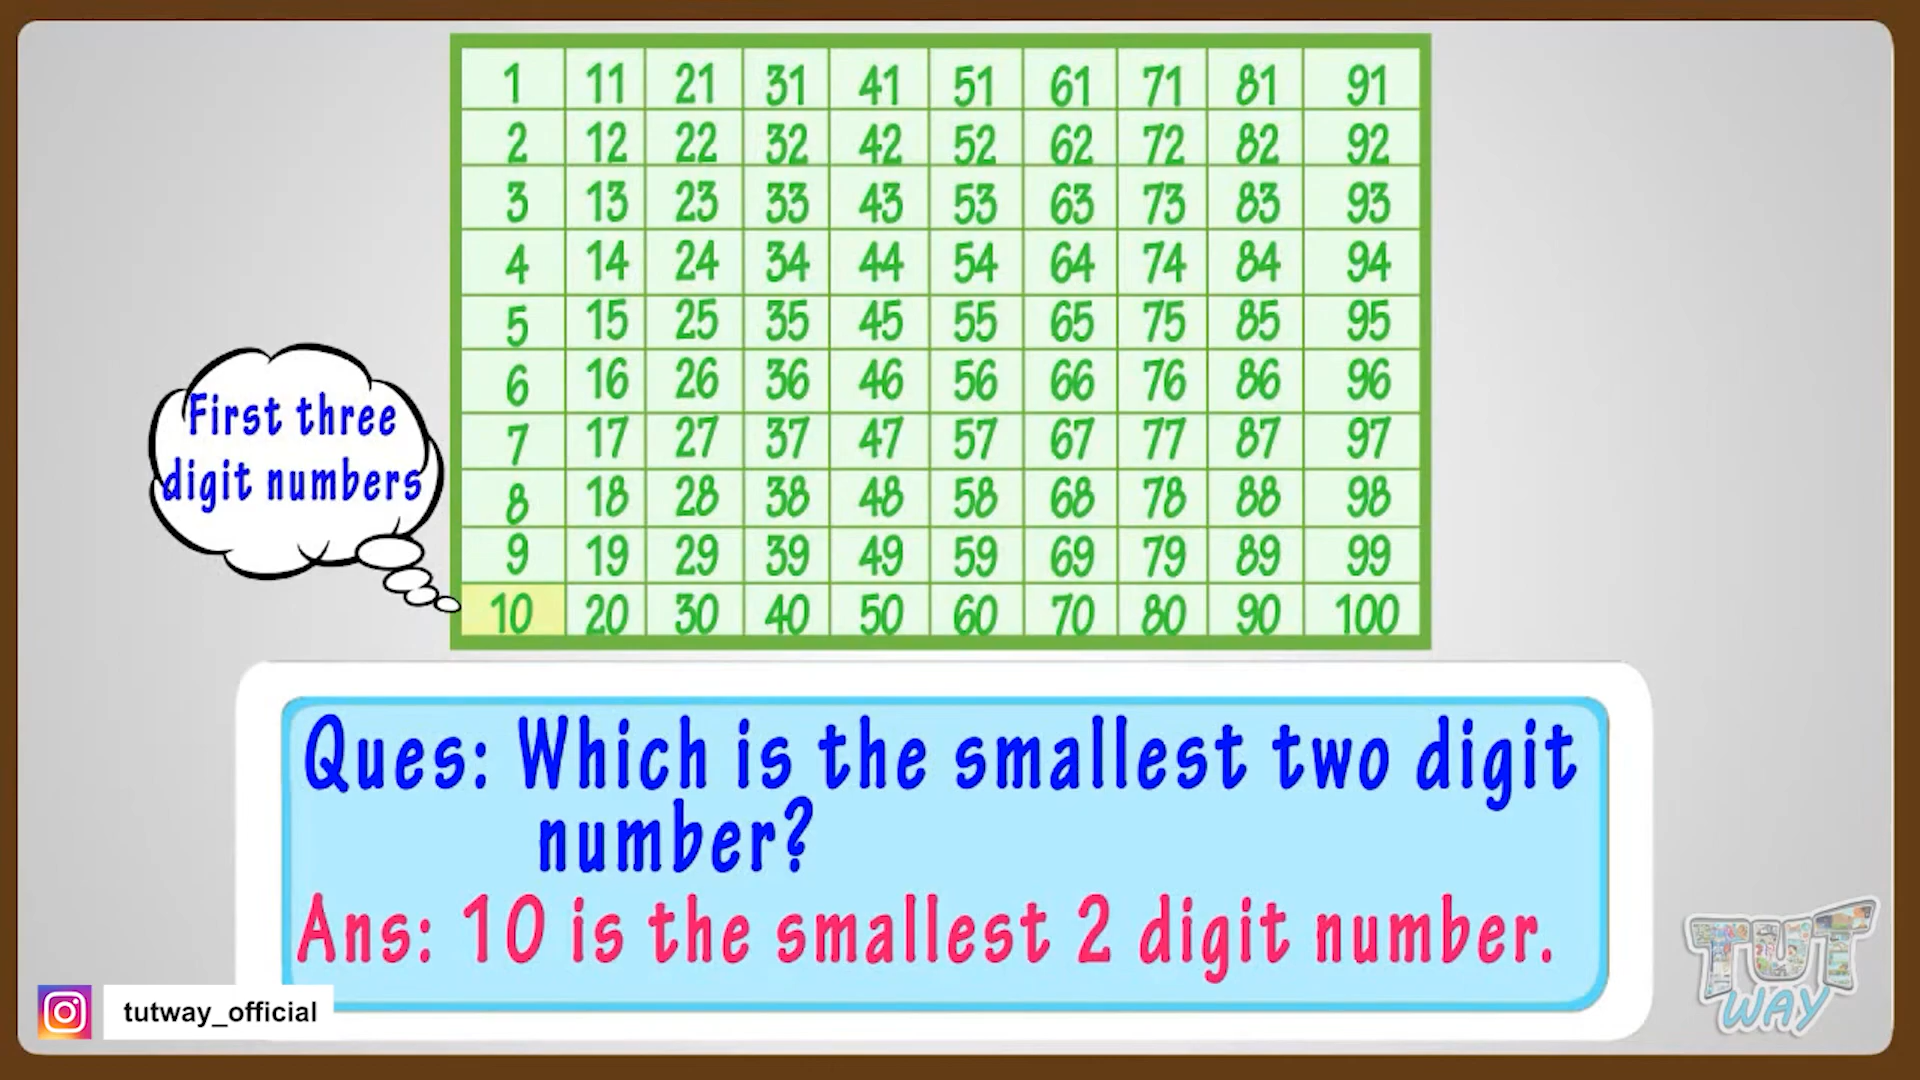 1 11 21 31 41 51 61 71 81 91
2 12 22 32 42 52 62 72 82 92
3 13 23 33 43 53 63 73 83 93
4 14 24 34 44 54 64 74 84 94
5 15 25 35 45 55 65 75 85 95
6 16 26 36 46 56 66 76 86 96
7 17 27 37 47 57 67 77 87 97
8 18 28 38 48 58 68 78 88 98
9 19 29 39 49 59 69 79 89 99
10 20 30 40 50 60 70 80 90 100
First three
digit numbers
Ques: Which is the smallest two digit
number?
Ans: 10 is the smallest 2 digit number.
tutway_official
TUT
WAY